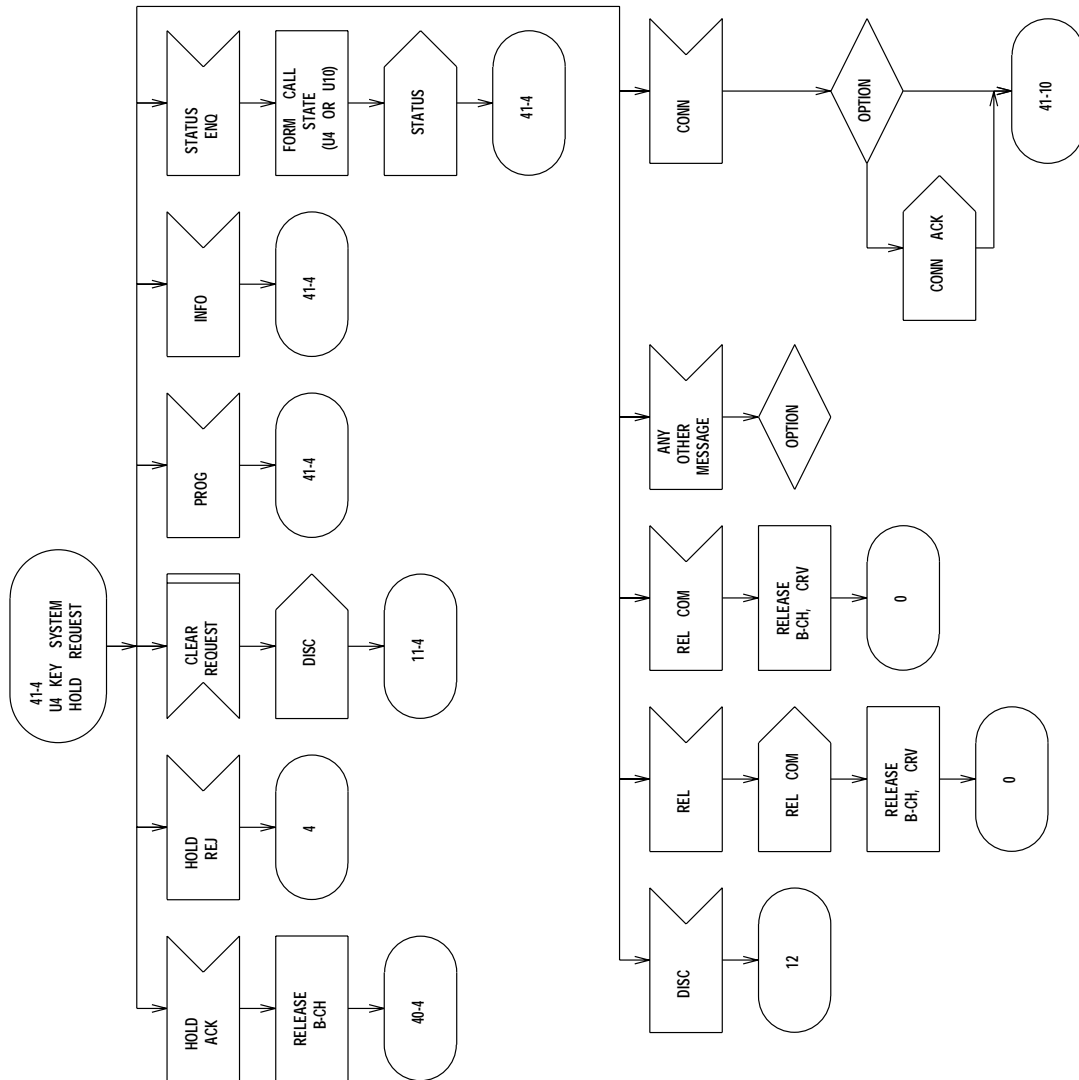 41-4
U4 KEY SYSTEM
HOLD REQUEST
HOLD
ACK
RELEASE
B-CH
40-4
HOLD
REJ
4
CLEAR
REQUEST
DISC
11-4
PROG
41-4
INFO
41-4
STATUS
ENQ
FORM CALL
STATE
(U4 OR U10)
STATUS
41-4
DISC
12
REL
REL COM
RELEASE
B-CH, CRV
0
REL COM
RELEASE
B-CH, CRV
0
ANY
OTHER
MESSAGE
OPTION
CONN
OPTION
CONN ACK
41-10